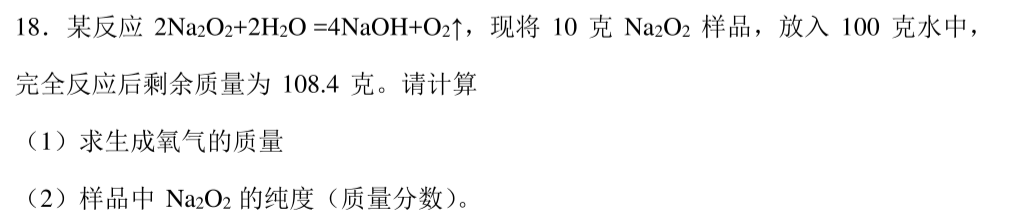 18．某反应 2Na₂O₂+2H₂O =4NaOH+O₂↑，现将 10 克 Na₂O₂ 样品，放入 100 克水中，
完全反应后剩余质量为 108.4 克。请计算
（1）求生成氧气的质量
（2）样品中 Na₂O₂ 的纯度（质量分数）。